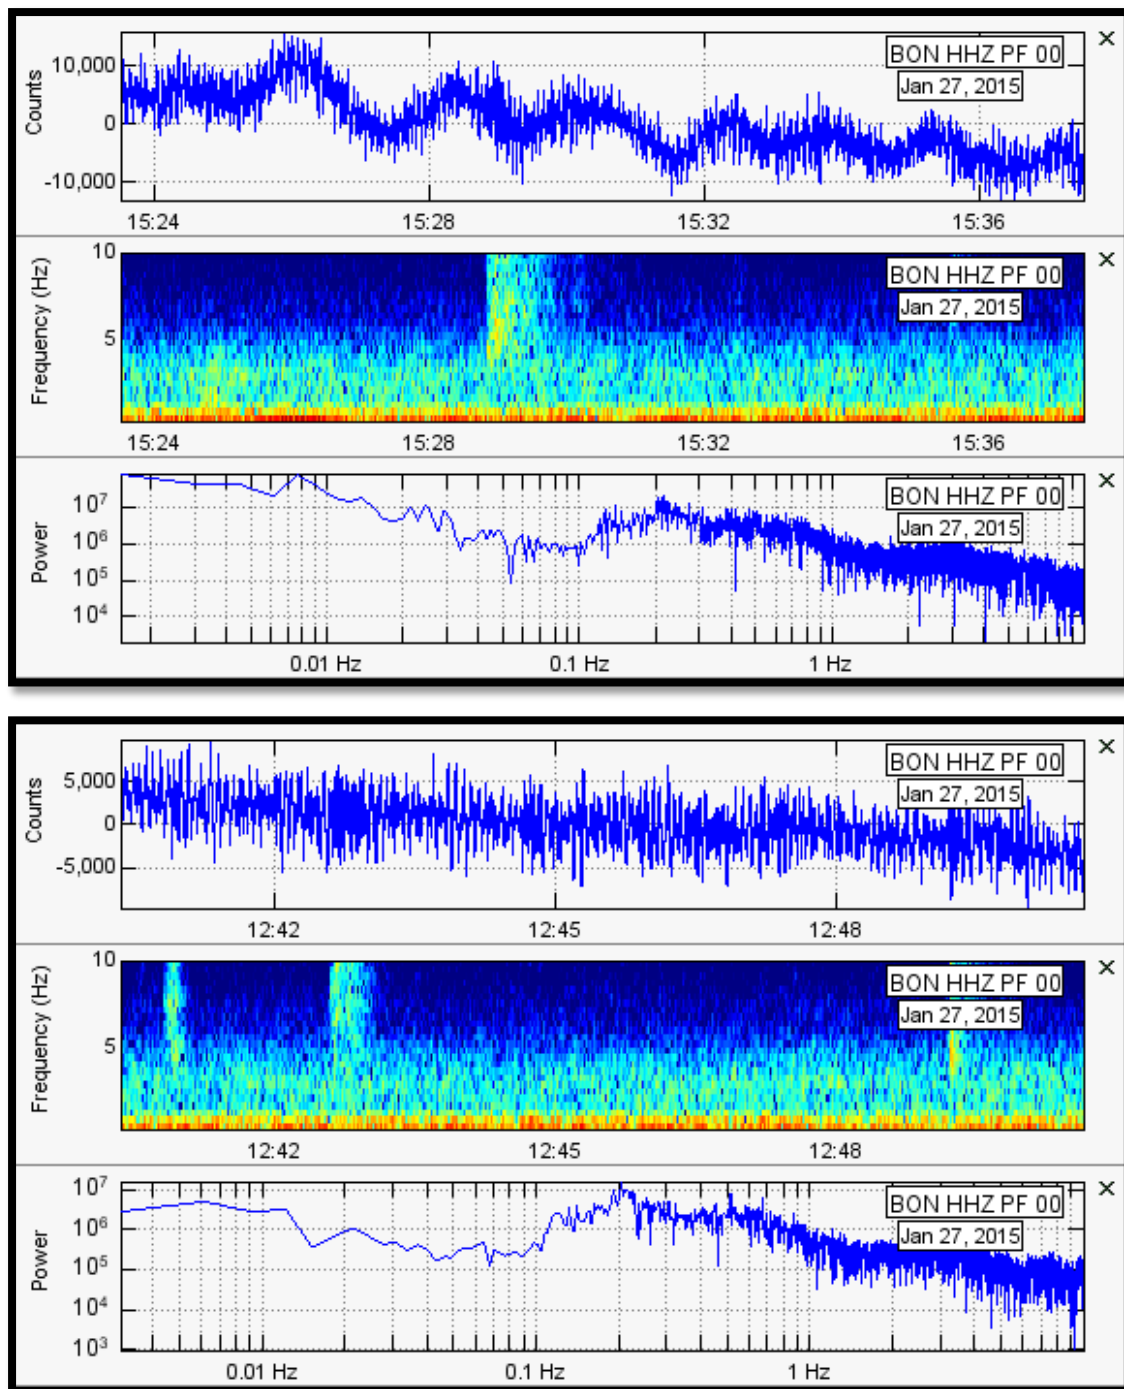 Counts
10,000
0
-10,000
BON HHZ PF 00
Jan 27, 2015
15:24 15:28 15:32 15:36
Frequency (Hz)
10
5
BON HHZ PF 00
Jan 27, 2015
15:24 15:28 15:32 15:36
Power
10⁷
10⁶
10⁵
10⁴
BON HHZ PF 00
Jan 27, 2015
0.01 Hz 0.1 Hz 1 Hz
Counts
5,000
0
-5,000
BON HHZ PF 00
Jan 27, 2015
12:42 12:45 12:48
Frequency (Hz)
10
5
BON HHZ PF 00
Jan 27, 2015
12:42 12:45 12:48
Power
10⁷
10⁶
10⁵
10⁴
10³
BON HHZ PF 00
Jan 27, 2015
0.01 Hz 0.1 Hz 1 Hz